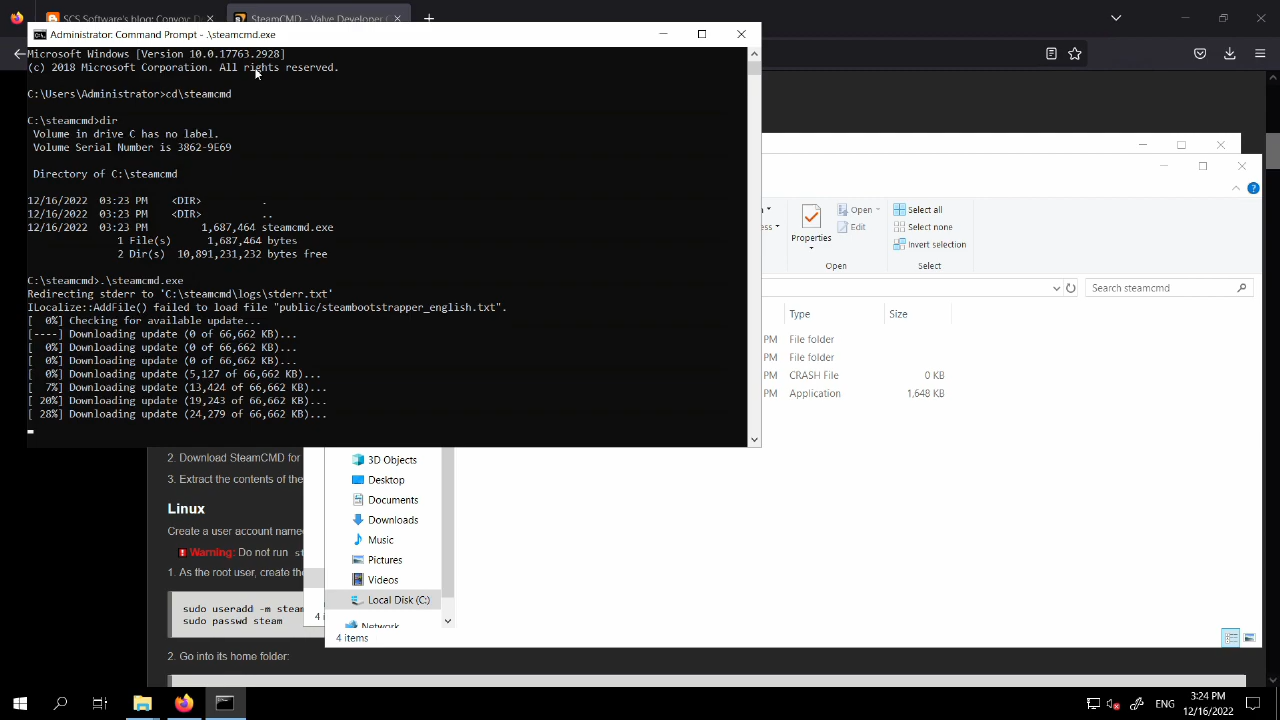 SCS Software's blog: Convoy: D
SteamCMD - Valve Developer
Administrator: Command Prompt - .\steamcmd.exe
Microsoft Windows [Version 10.0.17763.2928]
(c) 2018 Microsoft Corporation. All rights reserved.
C:\Users\Administrator>cd\steamcmd
C:\steamcmd>dir
Volume in drive C has no label.
Volume Serial Number is 3862-9E69
Directory of C:\steamcmd
12/16/2022 03:23 PM <DIR> .
12/16/2022 03:23 PM <DIR> ..
12/16/2022 03:23 PM 1,687,464 steamcmd.exe
1 File(s) 1,687,464 bytes
2 Dir(s) 10,891,231,232 bytes free
C:\steamcmd>.\steamcmd.exe
Redirecting stderr to 'C:\steamcmd\logs\stderr.txt'
ILocalize::AddFile() failed to load file "public/steambootstrapper_english.txt".
[ 0%] Checking for available update...
[----] Downloading update (0 of 66,662 KB)...
[ 0%] Downloading update (0 of 66,662 KB)...
[ 0%] Downloading update (0 of 66,662 KB)...
[ 0%] Downloading update (5,127 of 66,662 KB)...
[ 7%] Downloading update (13,424 of 66,662 KB)...
[ 20%] Downloading update (19,243 of 66,662 KB)...
[ 28%] Downloading update (24,279 of 66,662 KB)...
Open
Select all
Edit
Select none
Properties
Invert selection
Open
Select
Search steamcmd
Type
Size
PM File folder
PM File folder
PM CRASH File 0 KB
PM Application 1,648 KB
3D Objects
Desktop
Documents
Downloads
Music
Pictures
Videos
Local Disk (C:)
Network
4 items
2. Download SteamCMD for
3. Extract the contents of the
Linux
Create a user account name
Warning: Do not run st
1. As the root user, create the
sudo useradd -m steam
sudo passwd steam
2. Go into its home folder:
ENG
3:24 PM
12/16/2022